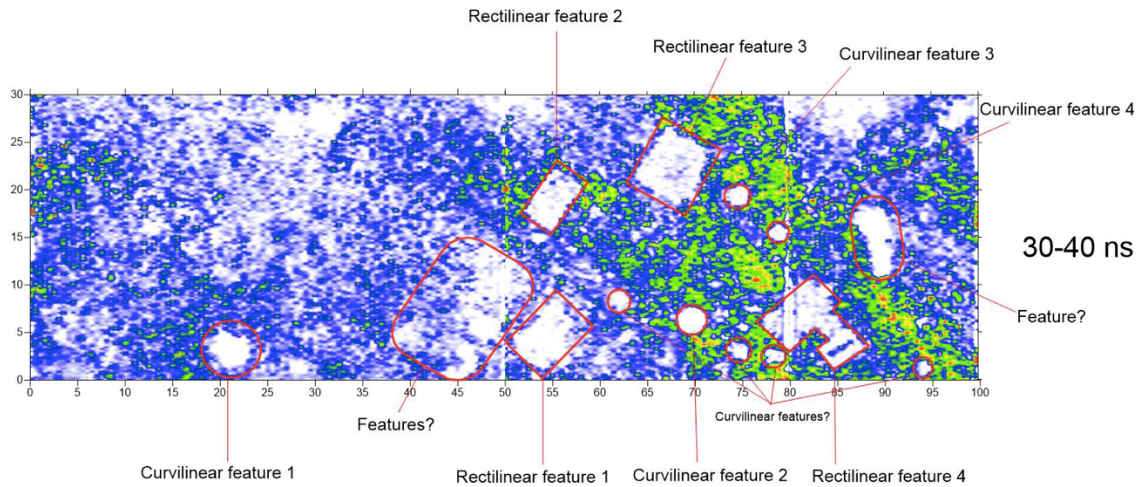 Rectilinear feature 2
Rectilinear feature 3
Curvilinear feature 3
Curvilinear feature 4
30
25
20
15
10
5
0
30-40 ns
Feature?
0 5 10 15 20 25 30 35 40 45 50 55 60 65 70 75 80 85 90 95 100
Features?
Curvilinear features?
Curvilinear feature 1
Rectilinear feature 1
Curvilinear feature 2
Rectilinear feature 4